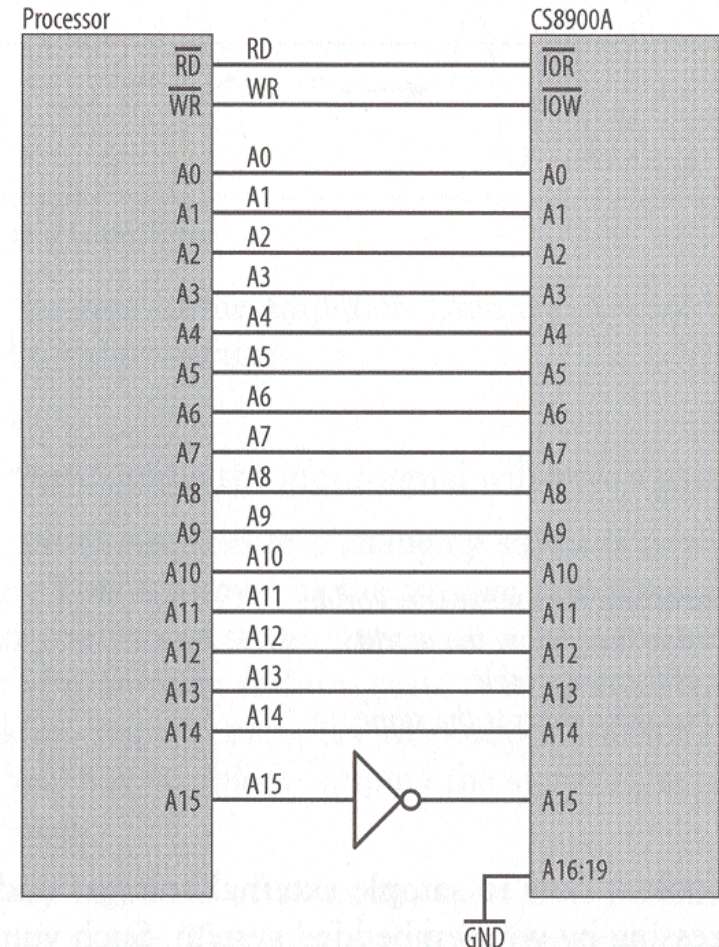 Processor CS8900A
RD RD IOR
WR WR IOW
A0 A0 A0
A1 A1 A1
A2 A2 A2
A3 A3 A3
A4 A4 A4
A5 A5 A5
A6 A6 A6
A7 A7 A7
A8 A8 A8
A9 A9 A9
A10 A10 A10
A11 A11 A11
A12 A12 A12
A13 A13 A13
A14 A14 A14
A15 A15 A15
A16:19
GND